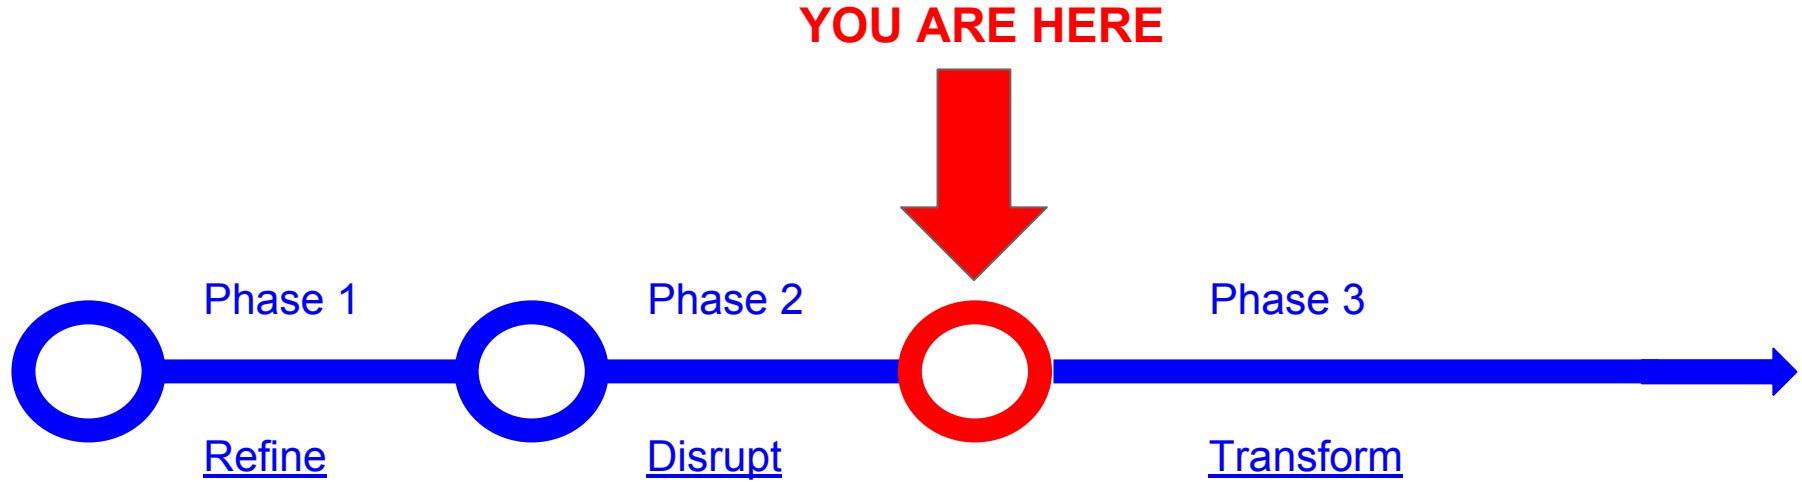 YOU ARE HERE
Phase 1
Phase 2
Phase 3
Refine
Disrupt
Transform